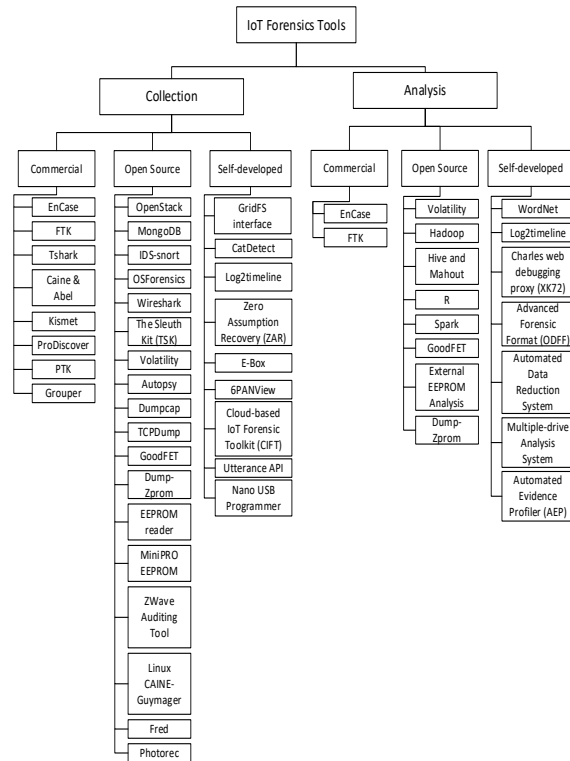 IoT Forensics Tools
Collection
Analysis
Commercial
Open Source
Self-developed
Commercial
Open Source
Self-developed
EnCase
FTK
Tshark
Caine &
Abel
Kismet
ProDiscover
PTK
Grouper
OpenStack
MongoDB
IDS-snort
OSForensics
Wireshark
The Sleuth
Kit (TSK)
Volatility
Autopsy
Dumpcap
TCPDump
GoodFET
Dump-
Zprom
EEPROM
reader
MiniPRO
EEPROM
ZWave
Auditing
Tool
Linux
CAINE-
Guymager
Fred
Photorec
GridFS
interface
CatDetect
Log2timeline
Zero
Assumption
Recovery (ZAR)
E-Box
6PANView
Cloud-based
IoT Forensic
Toolkit (CIFT)
Utterance API
Nano USB
Programmer
EnCase
FTK
Volatility
Hadoop
Hive and
Mahout
R
Spark
GoodFET
External
EEPROM
Analysis
Dump-
Zprom
WordNet
Log2timeline
Charles web
debugging
proxy (XK72)
Advanced
Forensic
Format (ODFF)
Automated
Data
Reduction
System
Multiple-drive
Analysis
System
Automated
Evidence
Profiler (AEP)